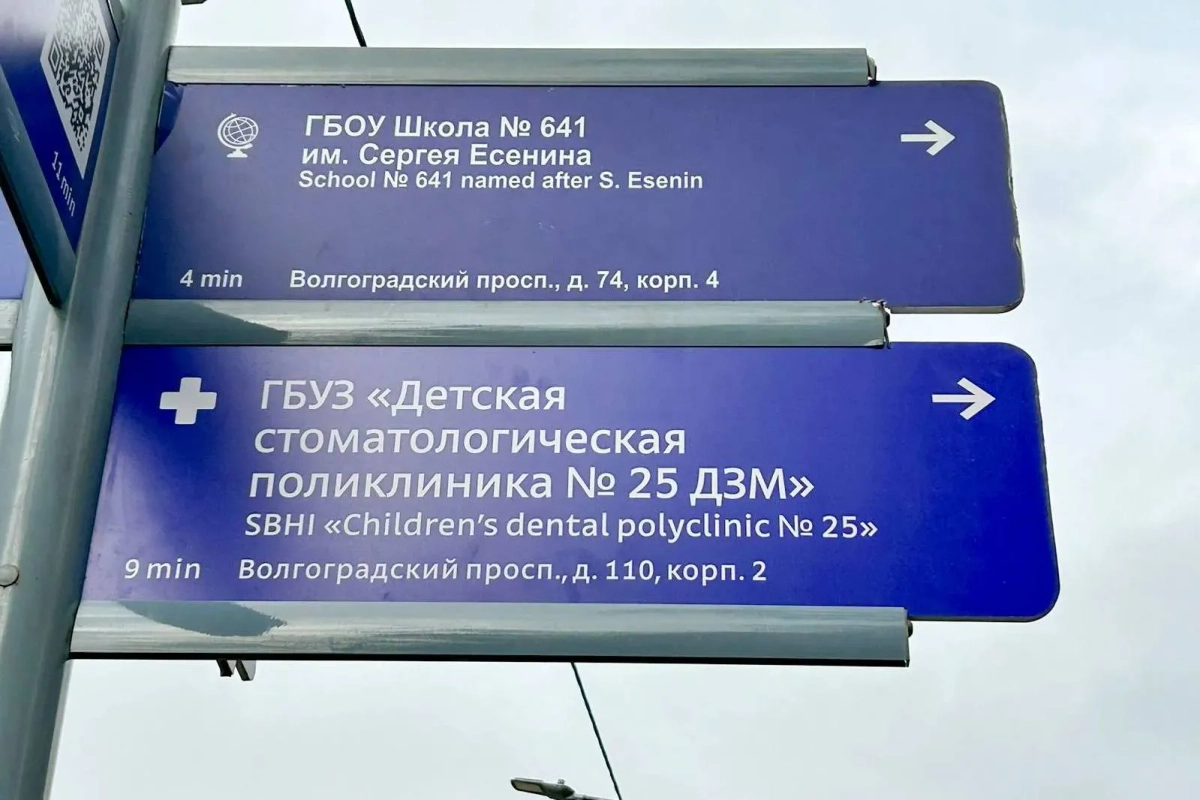 11 min
ГБОУ Школа № 641
им. Сергея Есенина
School № 641 named after S. Esenin
4 min Волгоградский просп., д. 74, корп. 4
ГБУЗ «Детская
стоматологическая
поликлиника № 25 ДЗМ»
SBHI «Children's dental polyclinic № 25»
9 min Волгоградский просп., д. 110, корп. 2